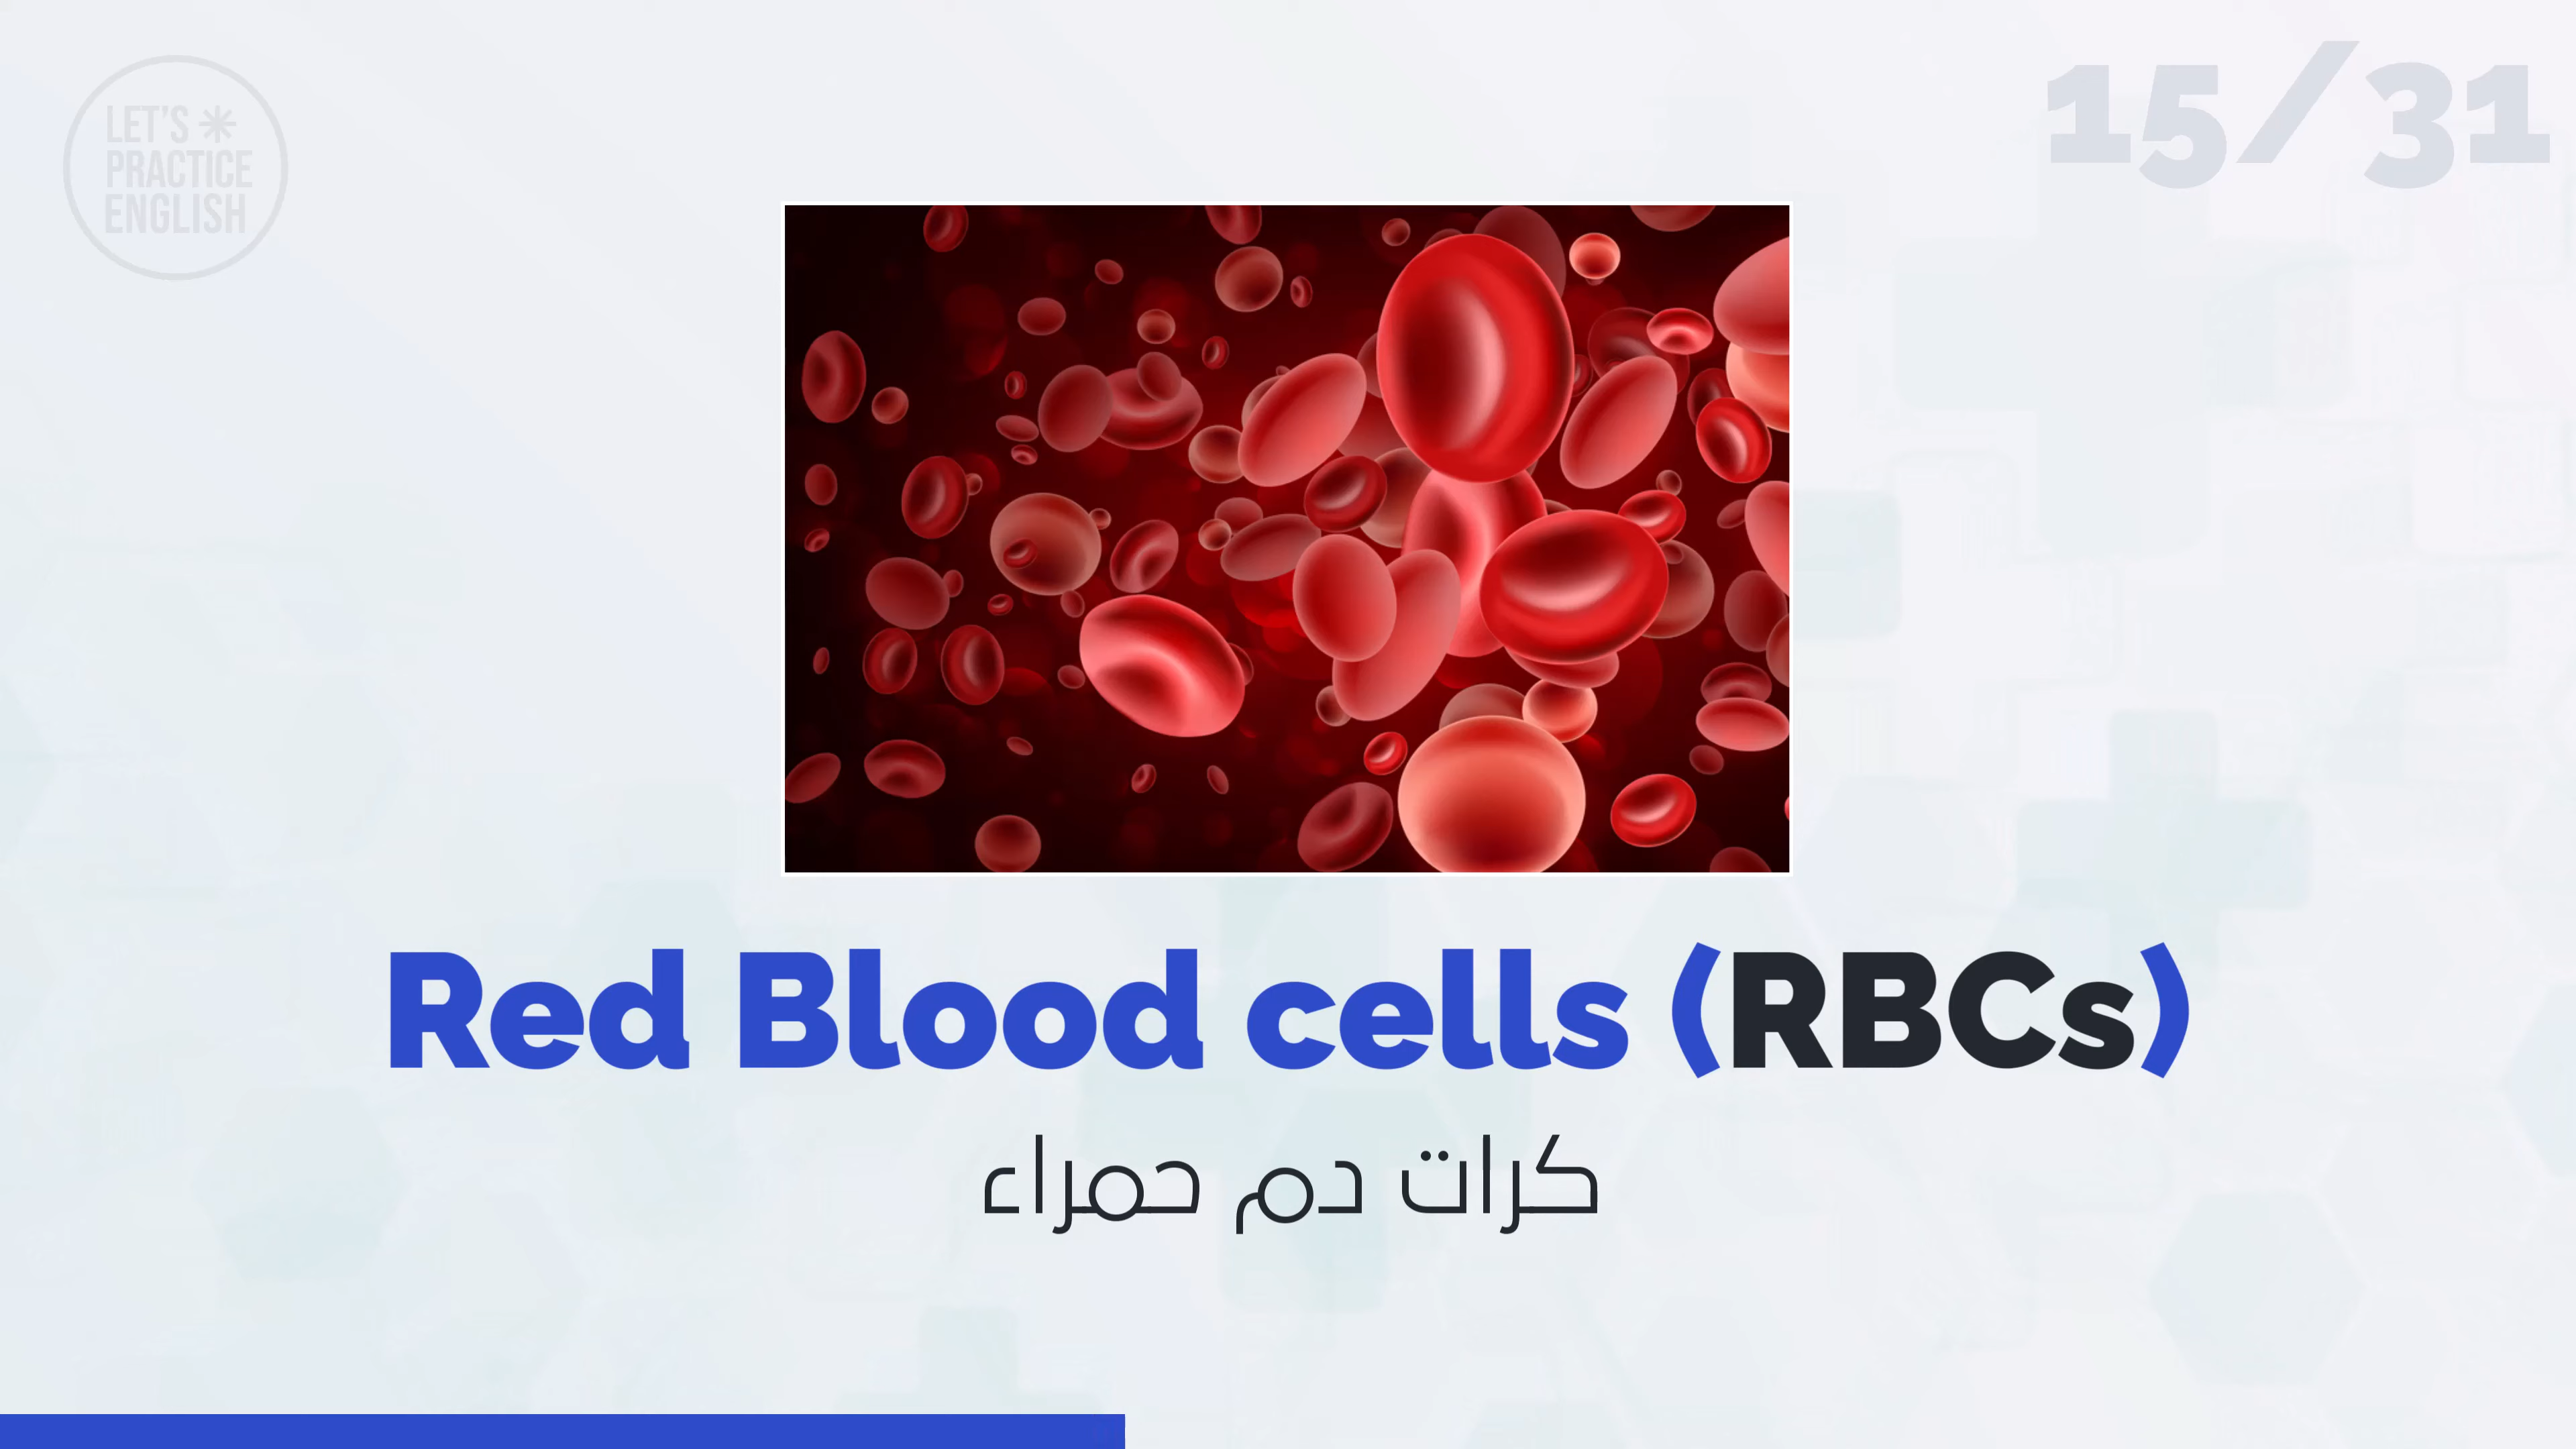 LET'S
PRACTICE
ENGLISH
15/31
Red Blood cells (RBCs)
كرات دم حمراء